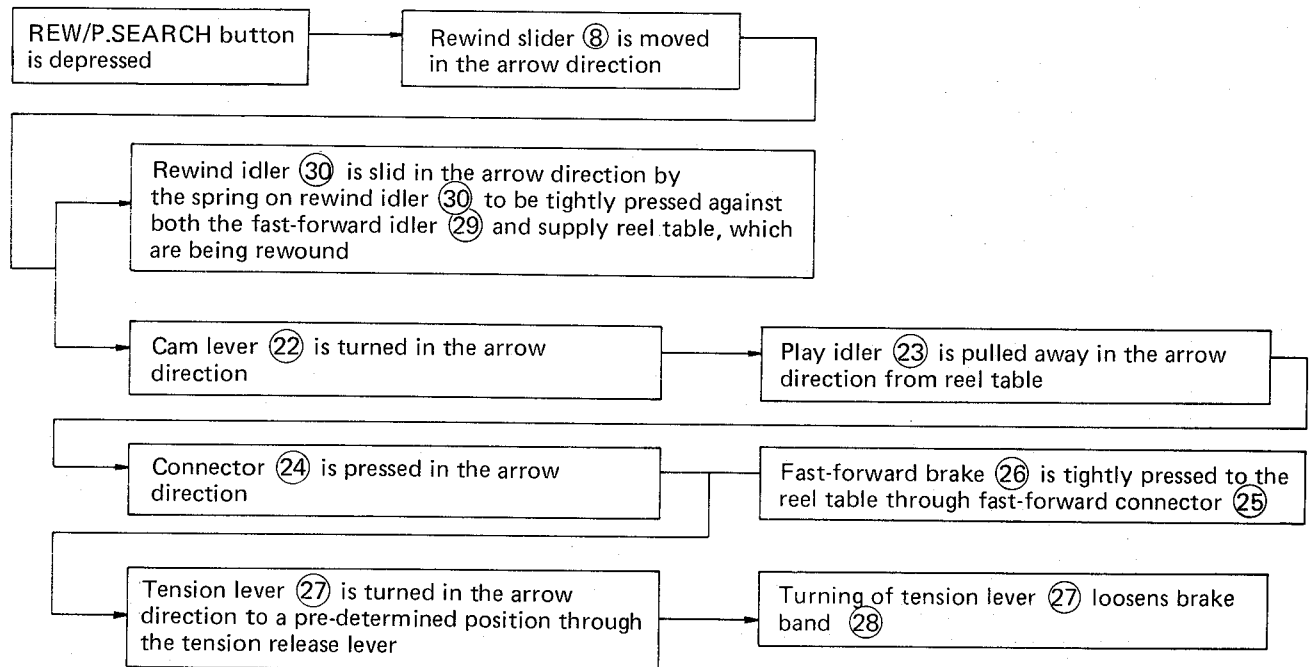 REW/P.SEARCH button
is depressed
Rewind slider ⑧ is moved
in the arrow direction
Rewind idler ㉚ is slid in the arrow direction by
the spring on rewind idler ㉚ to be tightly pressed against
both the fast-forward idler ㉙ and supply reel table, which
are being rewound
Cam lever ㉒ is turned in the arrow
direction
Play idler ㉓ is pulled away in the arrow
direction from reel table
Connector ㉔ is pressed in the arrow
direction
Fast-forward brake ㉖ is tightly pressed to the
reel table through fast-forward connector ㉕
Tension lever ㉗ is turned in the arrow
direction to a pre-determined position through
the tension release lever
Turning of tension lever ㉗ loosens brake
band ㉘